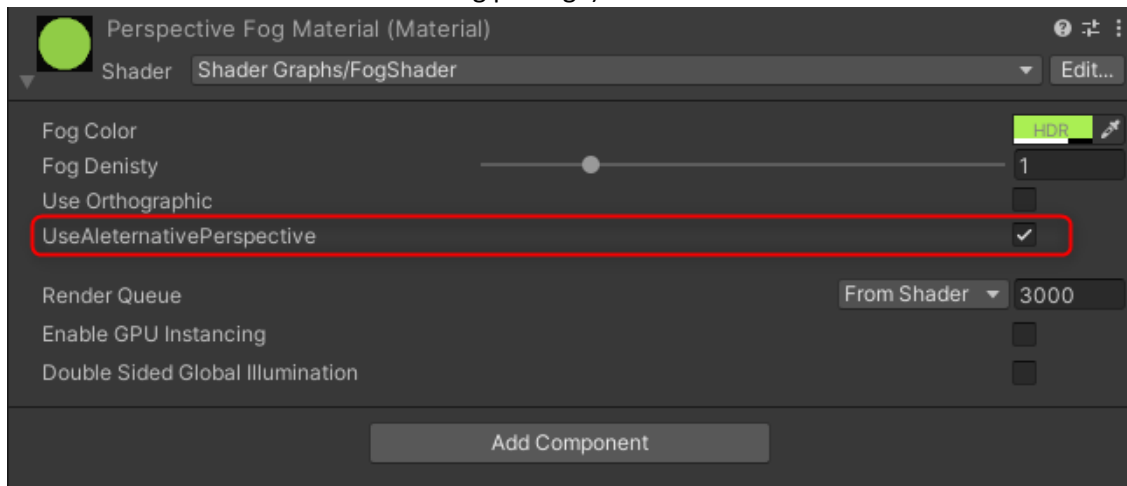 Perspective Fog Material (Material)
Shader Shader Graphs/FogShader Edit...
Fog Color HDR
Fog Denisty 1
Use Orthographic
UseAleternativePerspective
Render Queue From Shader 3000
Enable GPU Instancing
Double Sided Global Illumination
Add Component